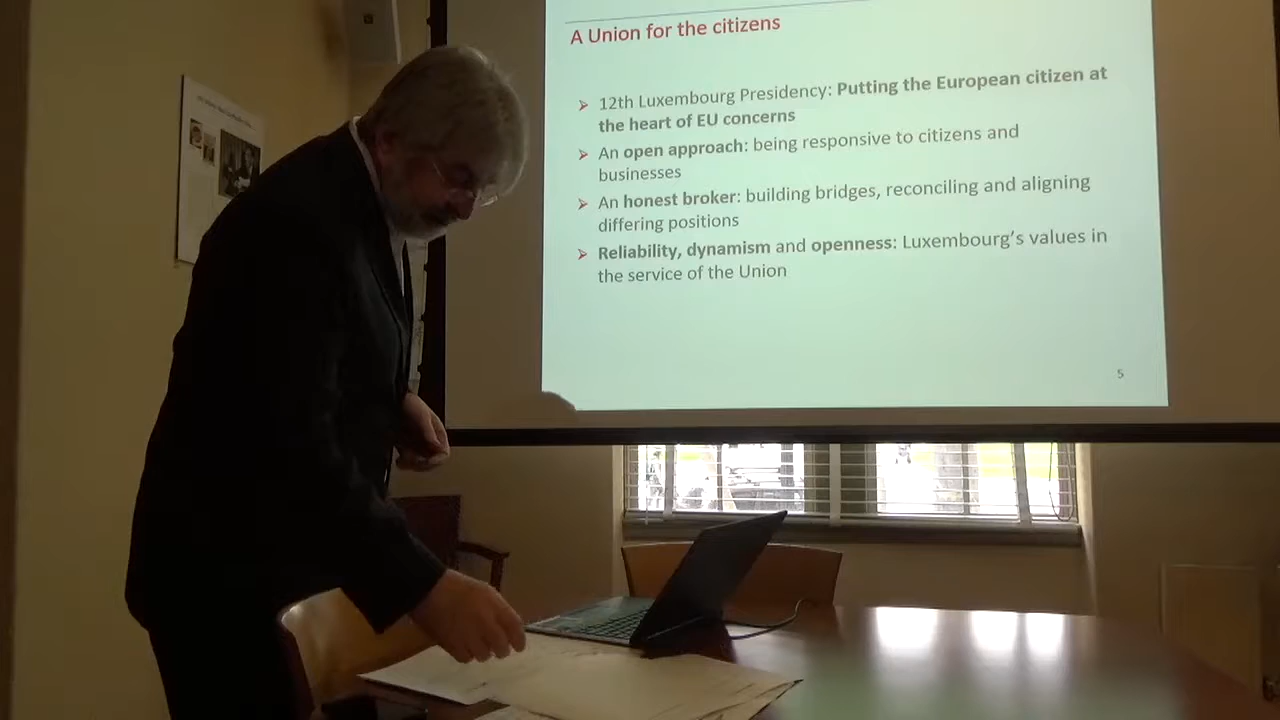 A Union for the citizens
➢ 12th Luxembourg Presidency: Putting the European citizen at
the heart of EU concerns
➢ An open approach: being responsive to citizens and
businesses
➢ An honest broker: building bridges, reconciling and aligning
differing positions
➢ Reliability, dynamism and openness: Luxembourg's values in
the service of the Union
5